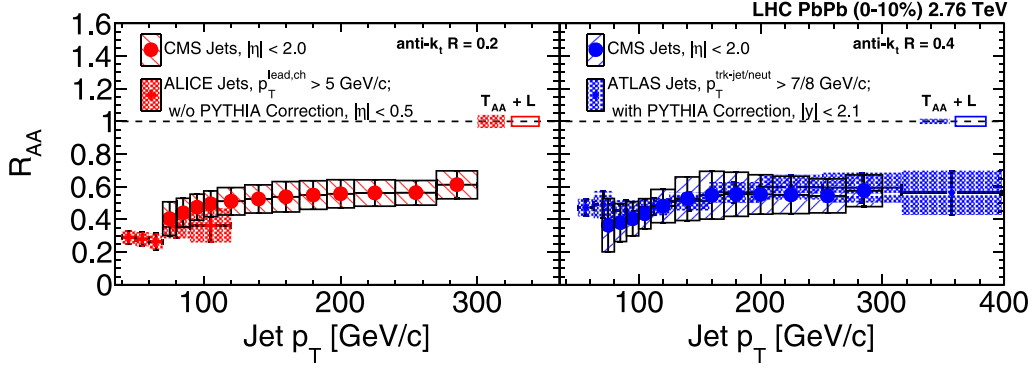 LHC PbPb (0-10%) 2.76 TeV
anti-k_t R = 0.2
CMS Jets, |η| < 2.0
ALICE Jets, p_T^lead,ch > 5 GeV/c;
w/o PYTHIA Correction, |η| < 0.5
T_AA + L
anti-k_t R = 0.4
CMS Jets, |η| < 2.0
ATLAS Jets, p_T^trk-jet/neut > 7/8 GeV/c;
with PYTHIA Correction, |y| < 2.1
T_AA + L
R_AA
1.6
1.4
1.2
1
0.8
0.6
0.4
0.2
0
100 200 300
100 200 300 400
Jet p_T [GeV/c]
Jet p_T [GeV/c]